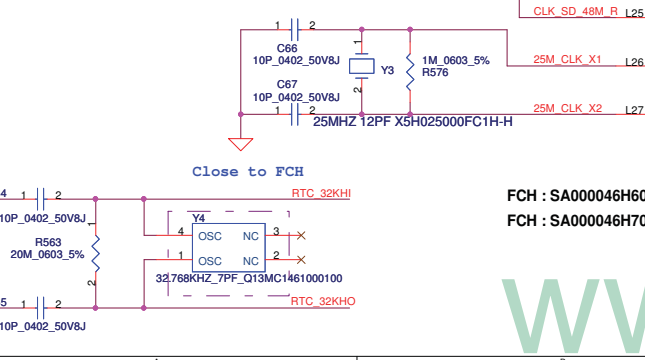 CLK_SD_48M_R L25
1 2
C66
10P_0402_50V8J
1
1M_0603_5%
25M_CLK_X1 L26
Y3
R576
C67
10P_0402_50V8J
2
1 2
25M_CLK_X2 L27
25MHZ 12PF X5H025000FC1H-H
Close to FCH
4 1 2
RTC_32KHI
FCH : SA000046H60
10P_0402_50V8J
1
Y4
FCH : SA000046H70
4 OSC NC 3
R563
20M_0603_5%
1 OSC NC 2
2
32.768KHZ_7PF_Q13MC1461000100
5 1 2
RTC_32KHO
10P_0402_50V8J